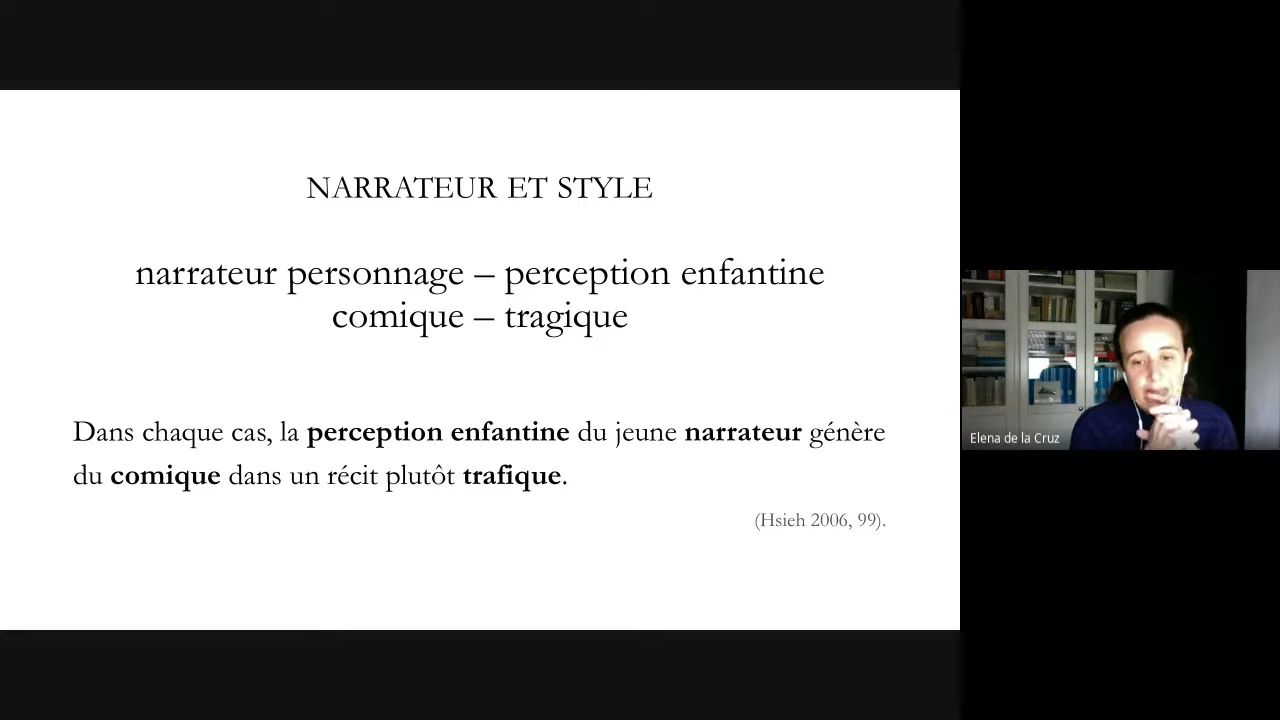 NARRATEUR ET STYLE
narrateur personnage – perception enfantine
comique – tragique
Dans chaque cas, la perception enfantine du jeune narrateur génère
du comique dans un récit plutôt trafique.
(Hsieh 2006, 99).
Elena de la Cruz